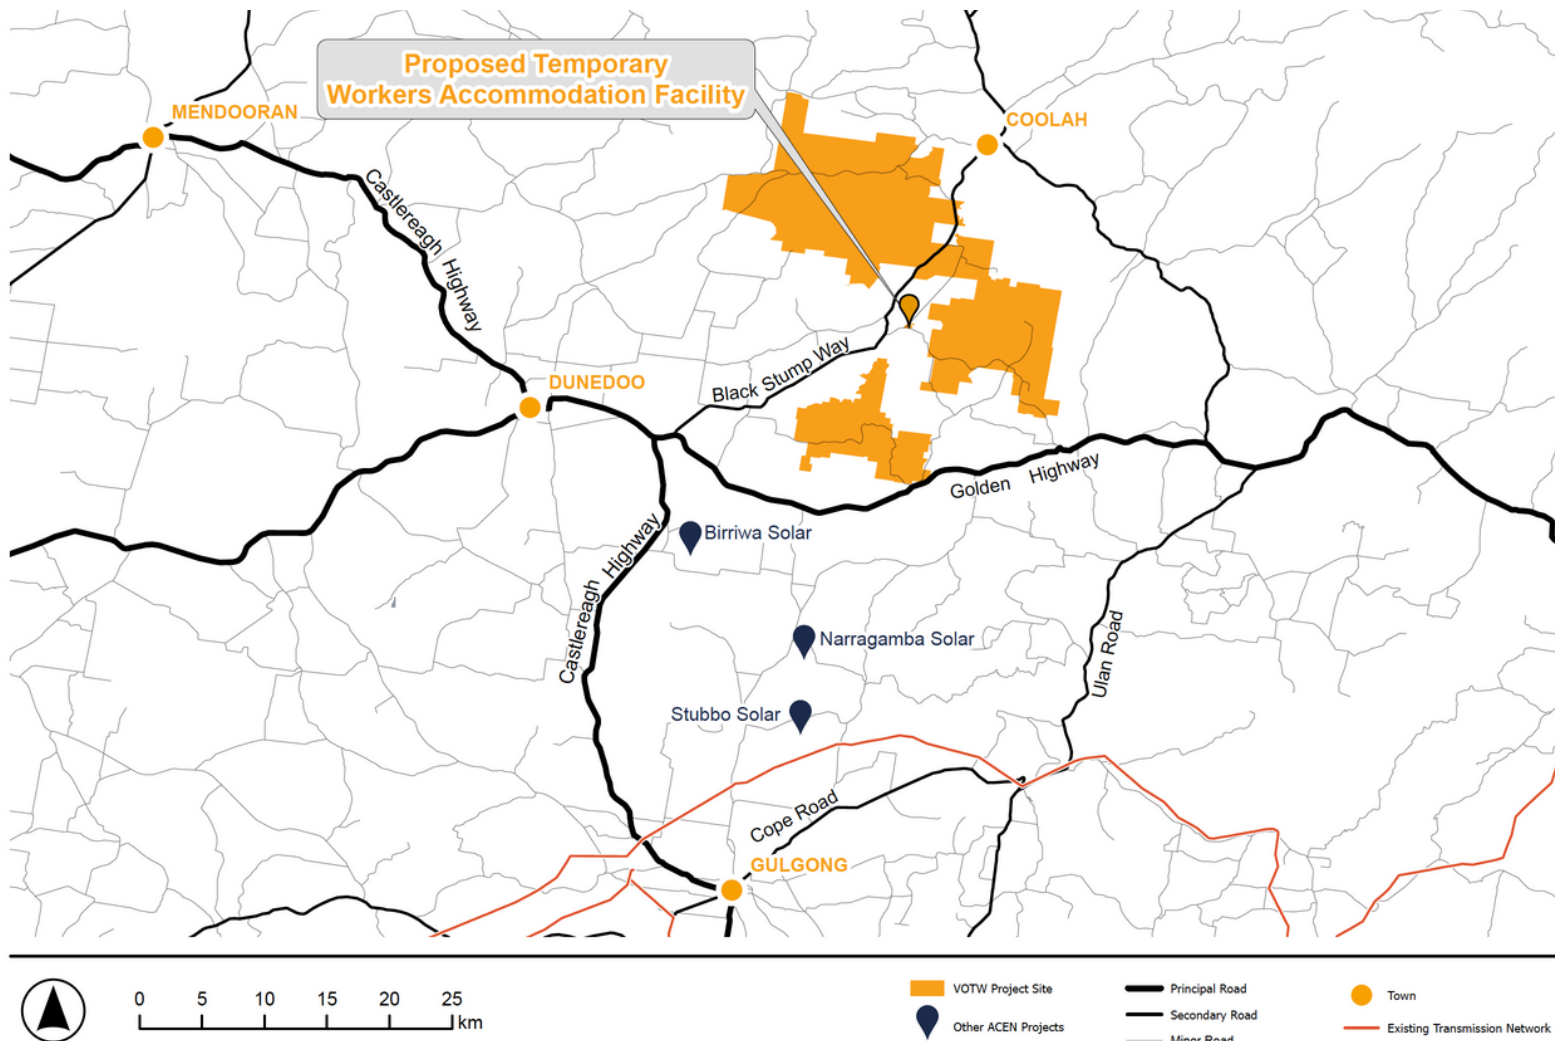 Proposed Temporary
Workers Accommodation Facility
MENDOORAN
COOLAH
Castlereagh Highway
DUNEDOO
Black Stump Way
Golden Highway
Birriwa Solar
Castlereagh Highway
Narragamba Solar
Ulan Road
Stubbo Solar
Cope Road
GULGONG
0 5 10 15 20 25
km
VOTW Project Site
Other ACEN Projects
Principal Road
Secondary Road
Minor Road
Town
Existing Transmission Network